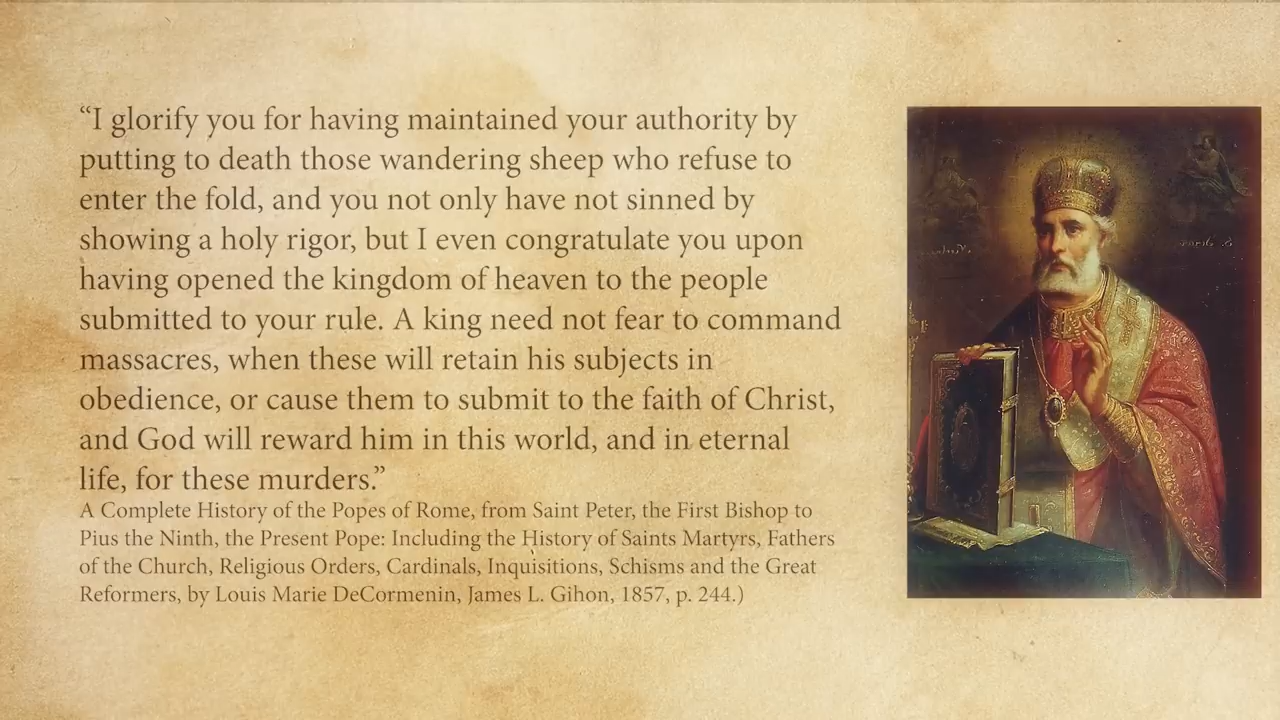 “I glorify you for having maintained your authority by
putting to death those wandering sheep who refuse to
enter the fold, and you not only have not sinned by
showing a holy rigor, but I even congratulate you upon
having opened the kingdom of heaven to the people
submitted to your rule. A king need not fear to command
massacres, when these will retain his subjects in
obedience, or cause them to submit to the faith of Christ,
and God will reward him in this world, and in eternal
life, for these murders.”
A Complete History of the Popes of Rome, from Saint Peter, the First Bishop to
Pius the Ninth, the Present Pope: Including the History of Saints Martyrs, Fathers
of the Church, Religious Orders, Cardinals, Inquisitions, Schisms and the Great
Reformers, by Louis Marie DeCormenin, James L. Gihon, 1857, p. 244.)